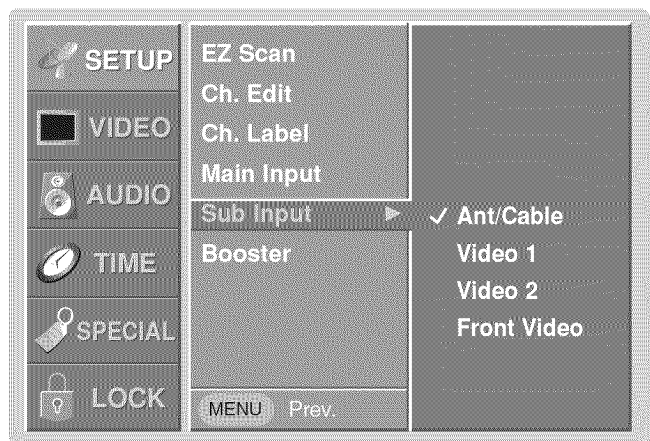 SETUP
VIDEO
AUDIO
TIME
SPECIAL
LOCK
EZ Scan
Ch. Edit
Ch. Label
Main Input
Sub Input
Booster
MENU Prev.
Ant/Cable
Video 1
Video 2
Front Video